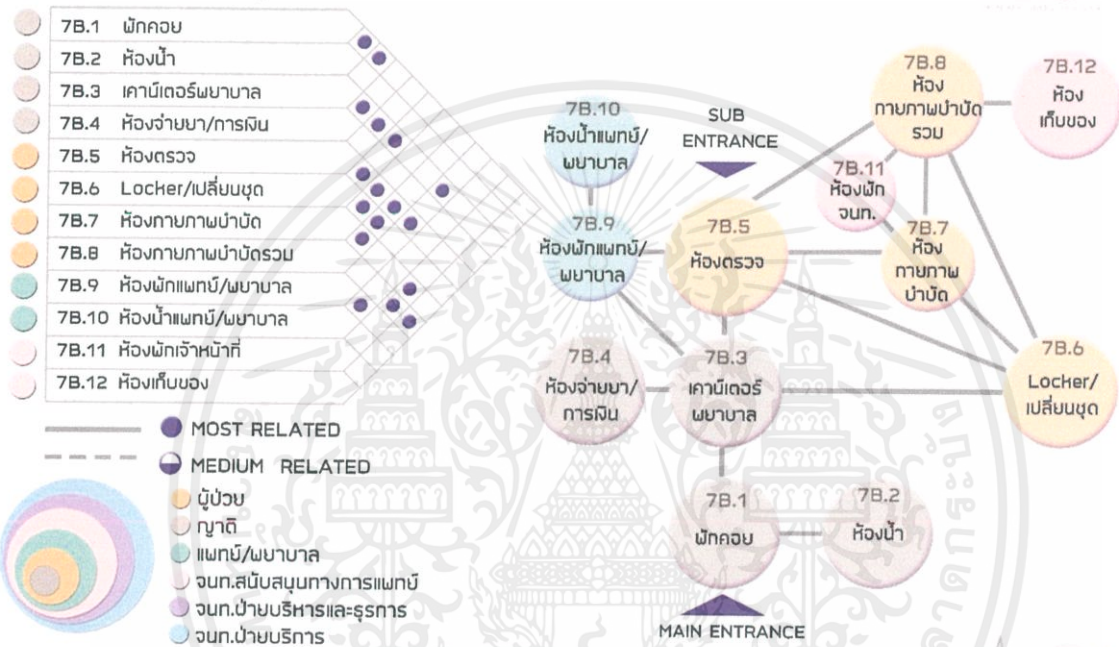 7B.1 พักคอย
7B.2 ห้องน้ำ
7B.3 เคาน์เตอร์พยาบาล
7B.4 ห้องจ่ายยา/การเงิน
7B.5 ห้องตรวจ
7B.6 Locker/เปลี่ยนชุด
7B.7 ห้องกายภาพบำบัด
7B.8 ห้องกายภาพบำบัดรวม
7B.9 ห้องพักแพทย์/พยาบาล
7B.10 ห้องน้ำแพทย์/พยาบาล
7B.11 ห้องพักเจ้าหน้าที่
7B.12 ห้องเก็บของ
MOST RELATED
MEDIUM RELATED
ผู้ป่วย
ญาติ
แพทย์/พยาบาล
จนท.สนับสนุนทางการแพทย์
จนท.ฝ่ายบริหารและธุรการ
จนท.ฝ่ายบริการ
7B.10
ห้องน้ำแพทย์/
พยาบาล
SUB
ENTRANCE
7B.8
ห้อง
กายภาพบำบัด
รวม
7B.12
ห้อง
เก็บของ
7B.11
ห้องพัก
จนท.
7B.9
ห้องพักแพทย์/
พยาบาล
7B.5
ห้องตรวจ
7B.7
ห้อง
กายภาพ
บำบัด
7B.4
ห้องจ่ายยา/
การเงิน
7B.3
เคาน์เตอร์
พยาบาล
7B.6
Locker/
เปลี่ยนชุด
7B.1
พักคอย
7B.2
ห้องน้ำ
MAIN ENTRANCE